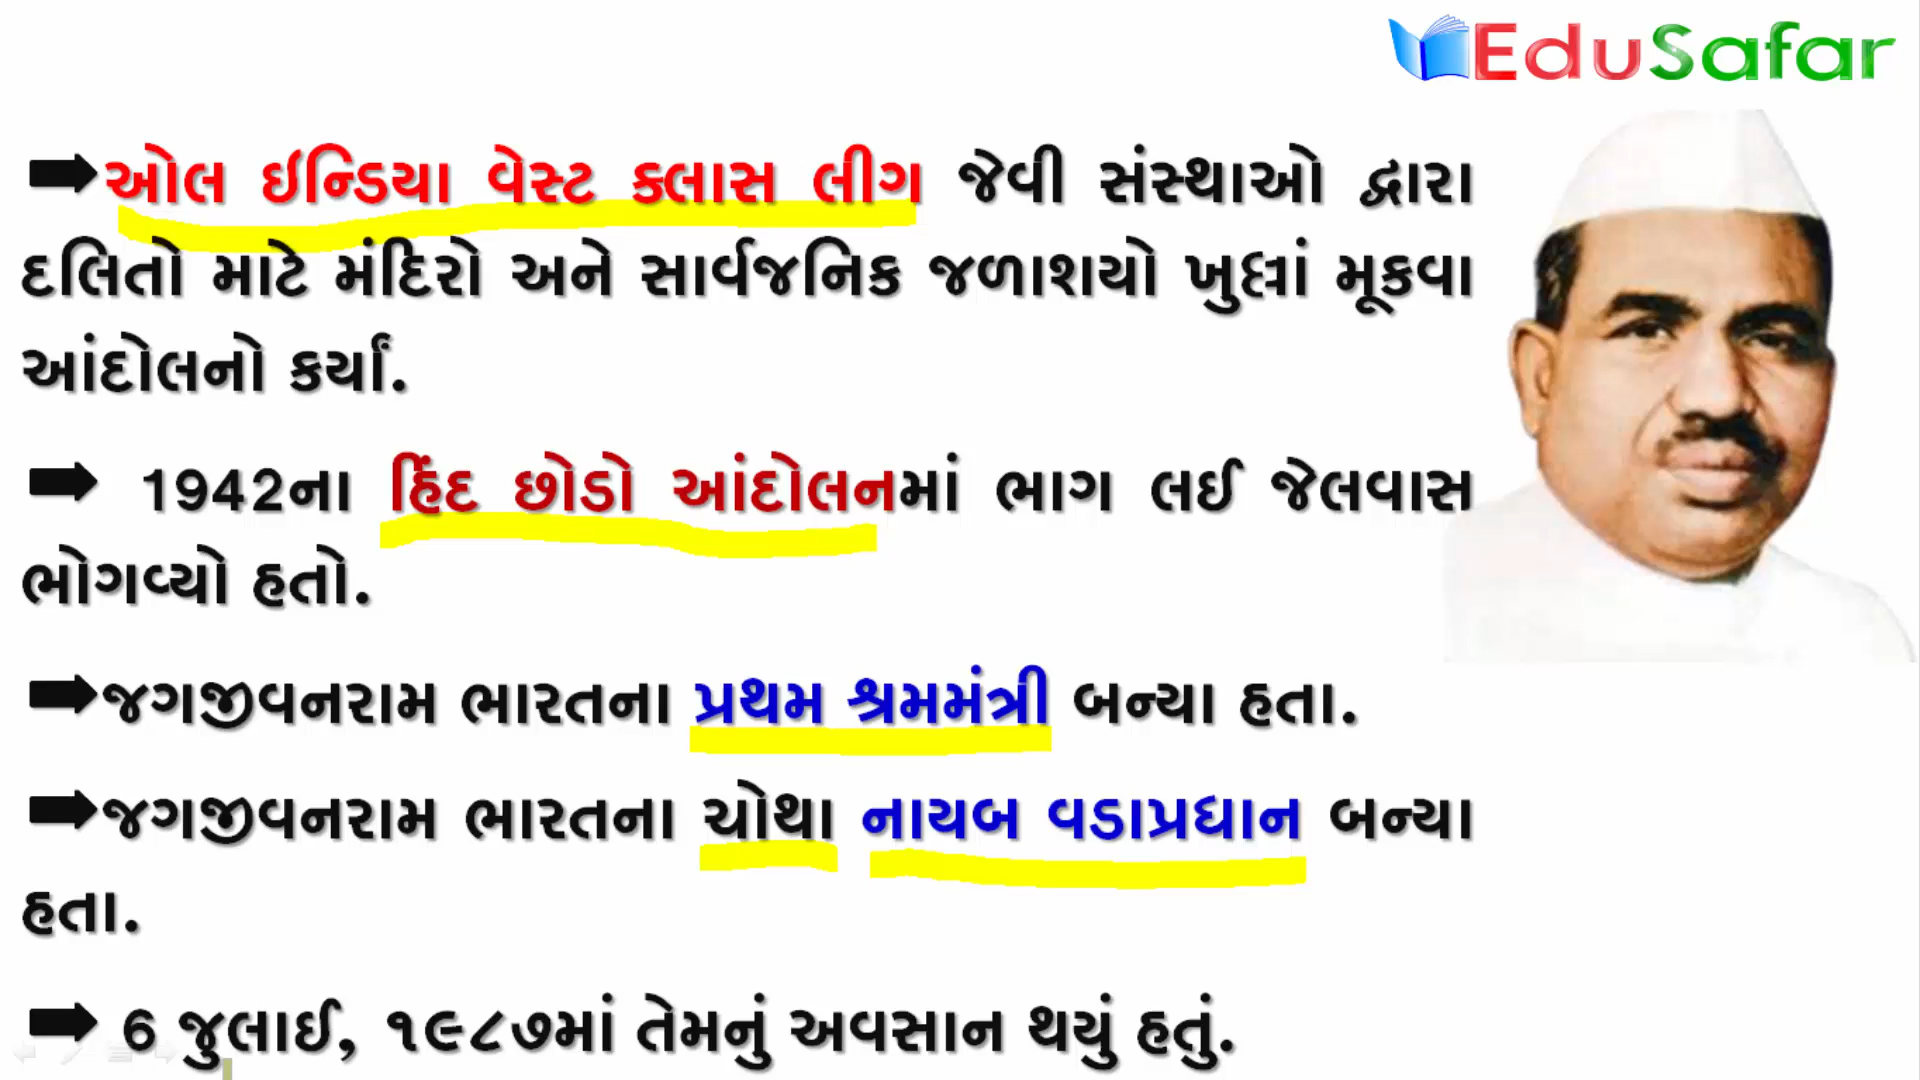 EduSafar
➡ઓલ ઇન્ડિયા વેસ્ટ ક્લાસ લીગ જેવી સંસ્થાઓ દ્વારા
દલિતો માટે મંદિરો અને સાર્વજનિક જળાશયો ખુલ્લાં મૂકવા
આંદોલનો કર્યાં.
➡ 1942ના હિંદ છોડો આંદોલનમાં ભાગ લઈ જેલવાસ
ભોગવ્યો હતો.
➡જગજીવનરામ ભારતના પ્રથમ શ્રમમંત્રી બન્યા હતા.
➡જગજીવનરામ ભારતના ચોથા નાયબ વડાપ્રધાન બન્યા
હતા.
➡ 6 જુલાઈ, ૧૯૮૭માં તેમનું અવસાન થયું હતું.